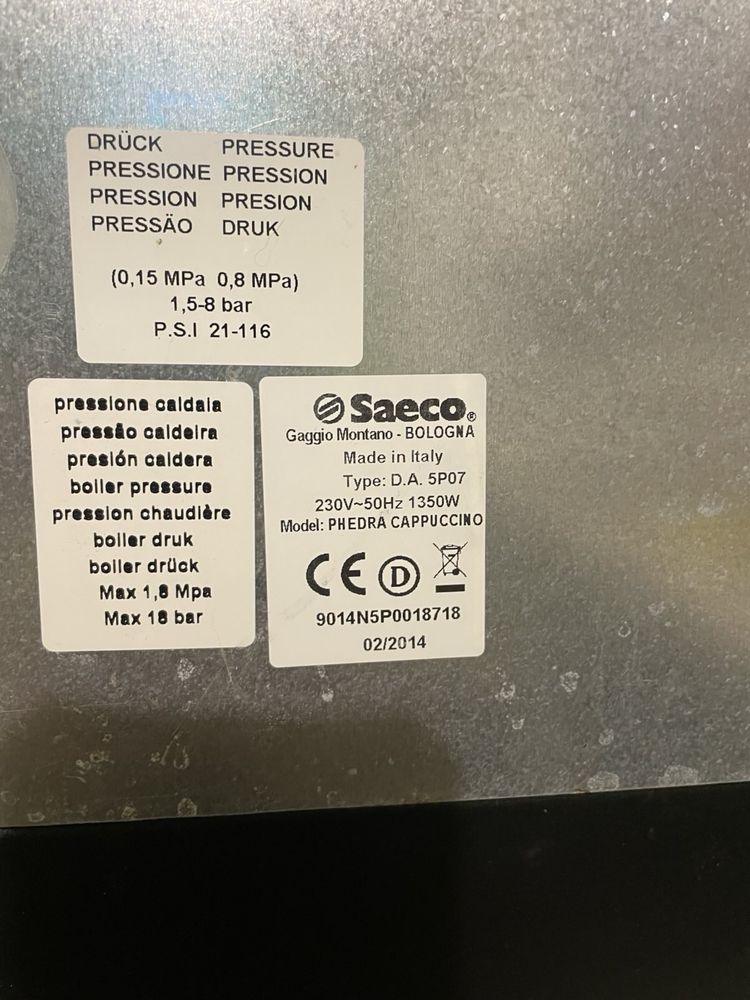 DRÜCK PRESSURE
PRESSIONE PRESSION
PRESSION PRESION
PRESSÄO DRUK
(0,15 MPa 0,8 MPa)
1,5-8 bar
P.S.I 21-116
pressione caldaia
pressão caldeira
presión caldera
boiler pressure
pression chaudière
boiler druk
boiler drück
Max 1,8 Mpa
Max 18 bar
Saeco®
Gaggio Montano - BOLOGNA
Made in Italy
Type: D.A. 5P07
230V~50Hz 1350W
Model: PHEDRA CAPPUCCINO
CE D
9014N5P0018718
02/2014